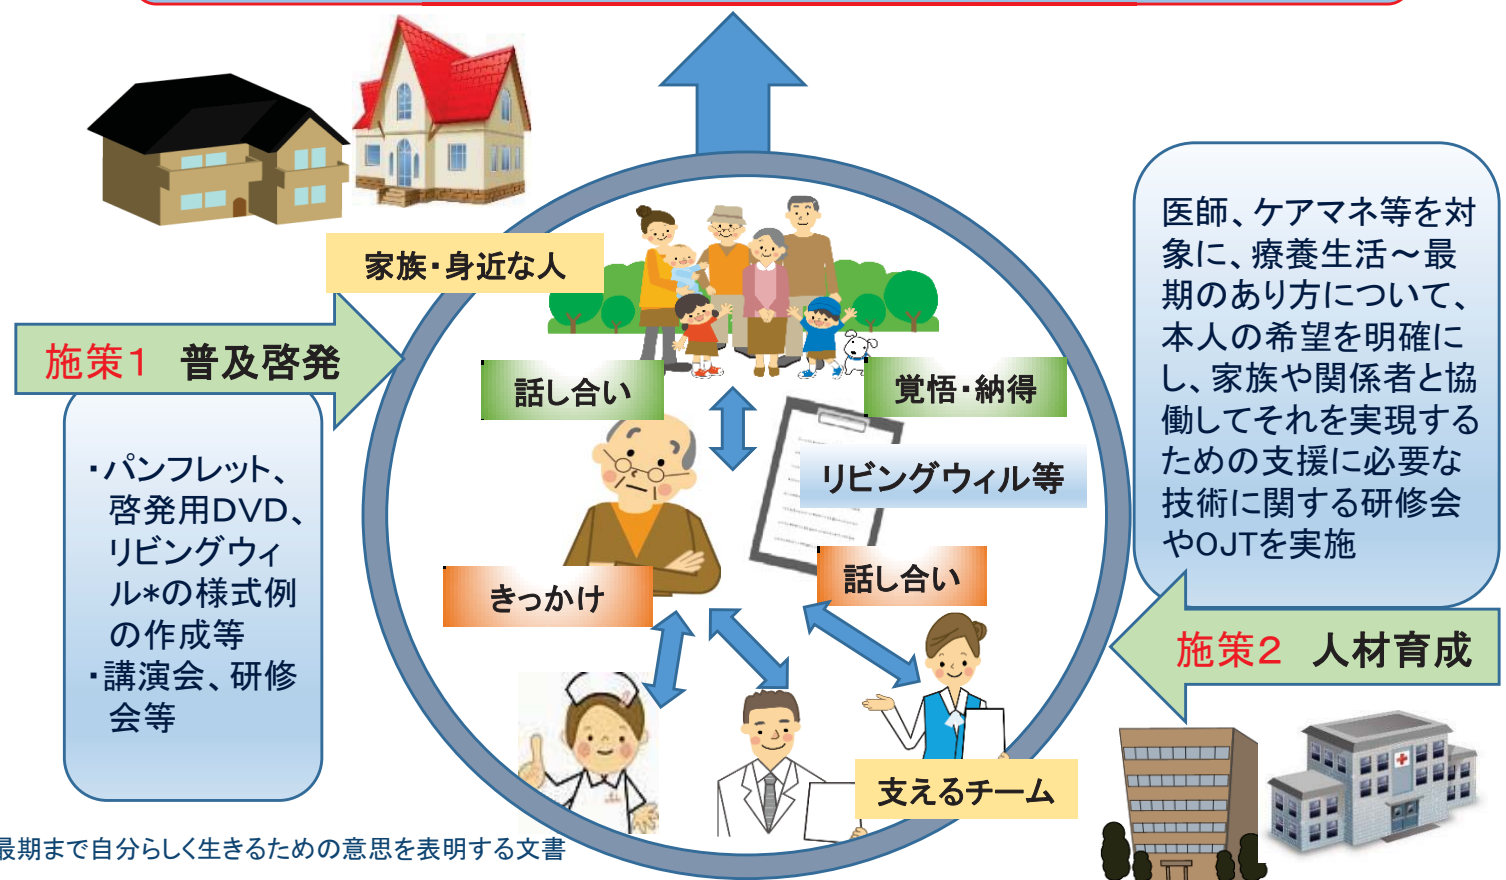 家族・身近な人
施策１ 普及啓発
・パンフレット、
啓発用DVD、
リビングウィ
ル*の様式例
の作成等
・講演会、研修
会等
話し合い
覚悟・納得
リビングウィル等
きっかけ
話し合い
支えるチーム
医師、ケアマネ等を対
象に、療養生活～最
期のあり方について、
本人の希望を明確に
し、家族や関係者と協
働してそれを実現する
ための支援に必要な
技術に関する研修会
やOJTを実施
施策２ 人材育成
最期まで自分らしく生きるための意思を表明する文書